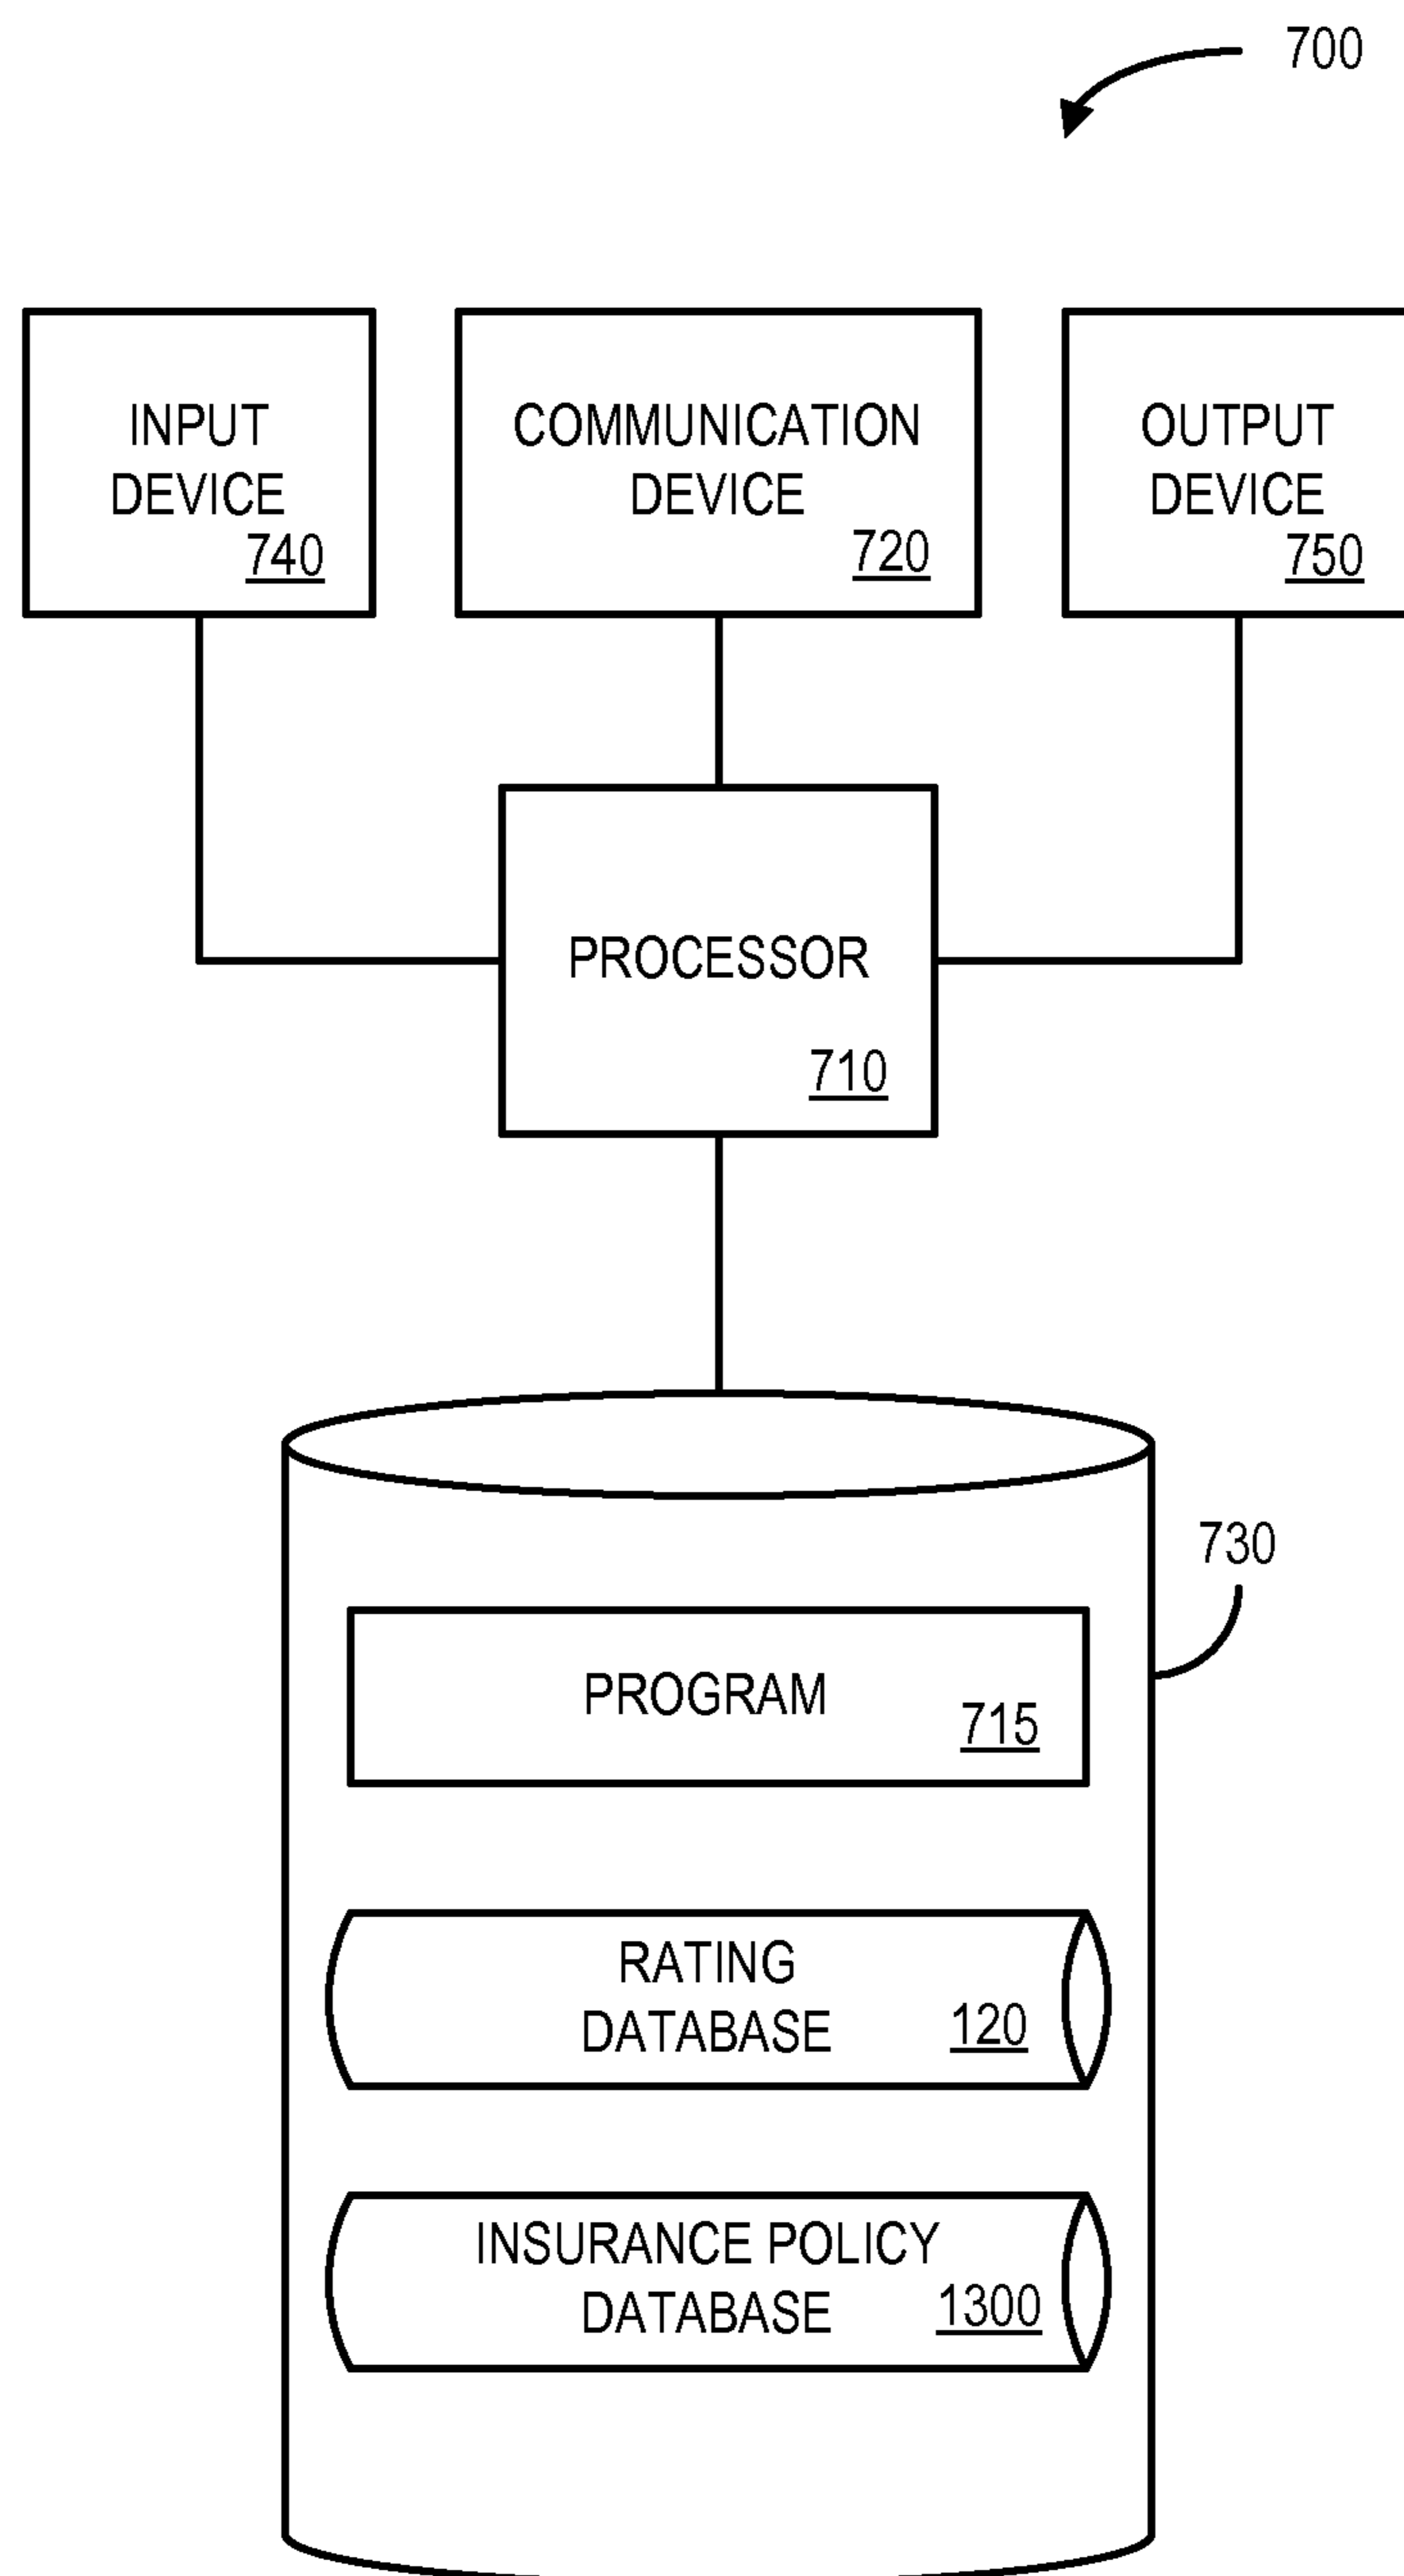 700
INPUT
DEVICE
740
COMMUNICATION
DEVICE
720
OUTPUT
DEVICE
750
PROCESSOR
710
730
PROGRAM
715
RATING
DATABASE
120
INSURANCE POLICY
DATABASE
1300